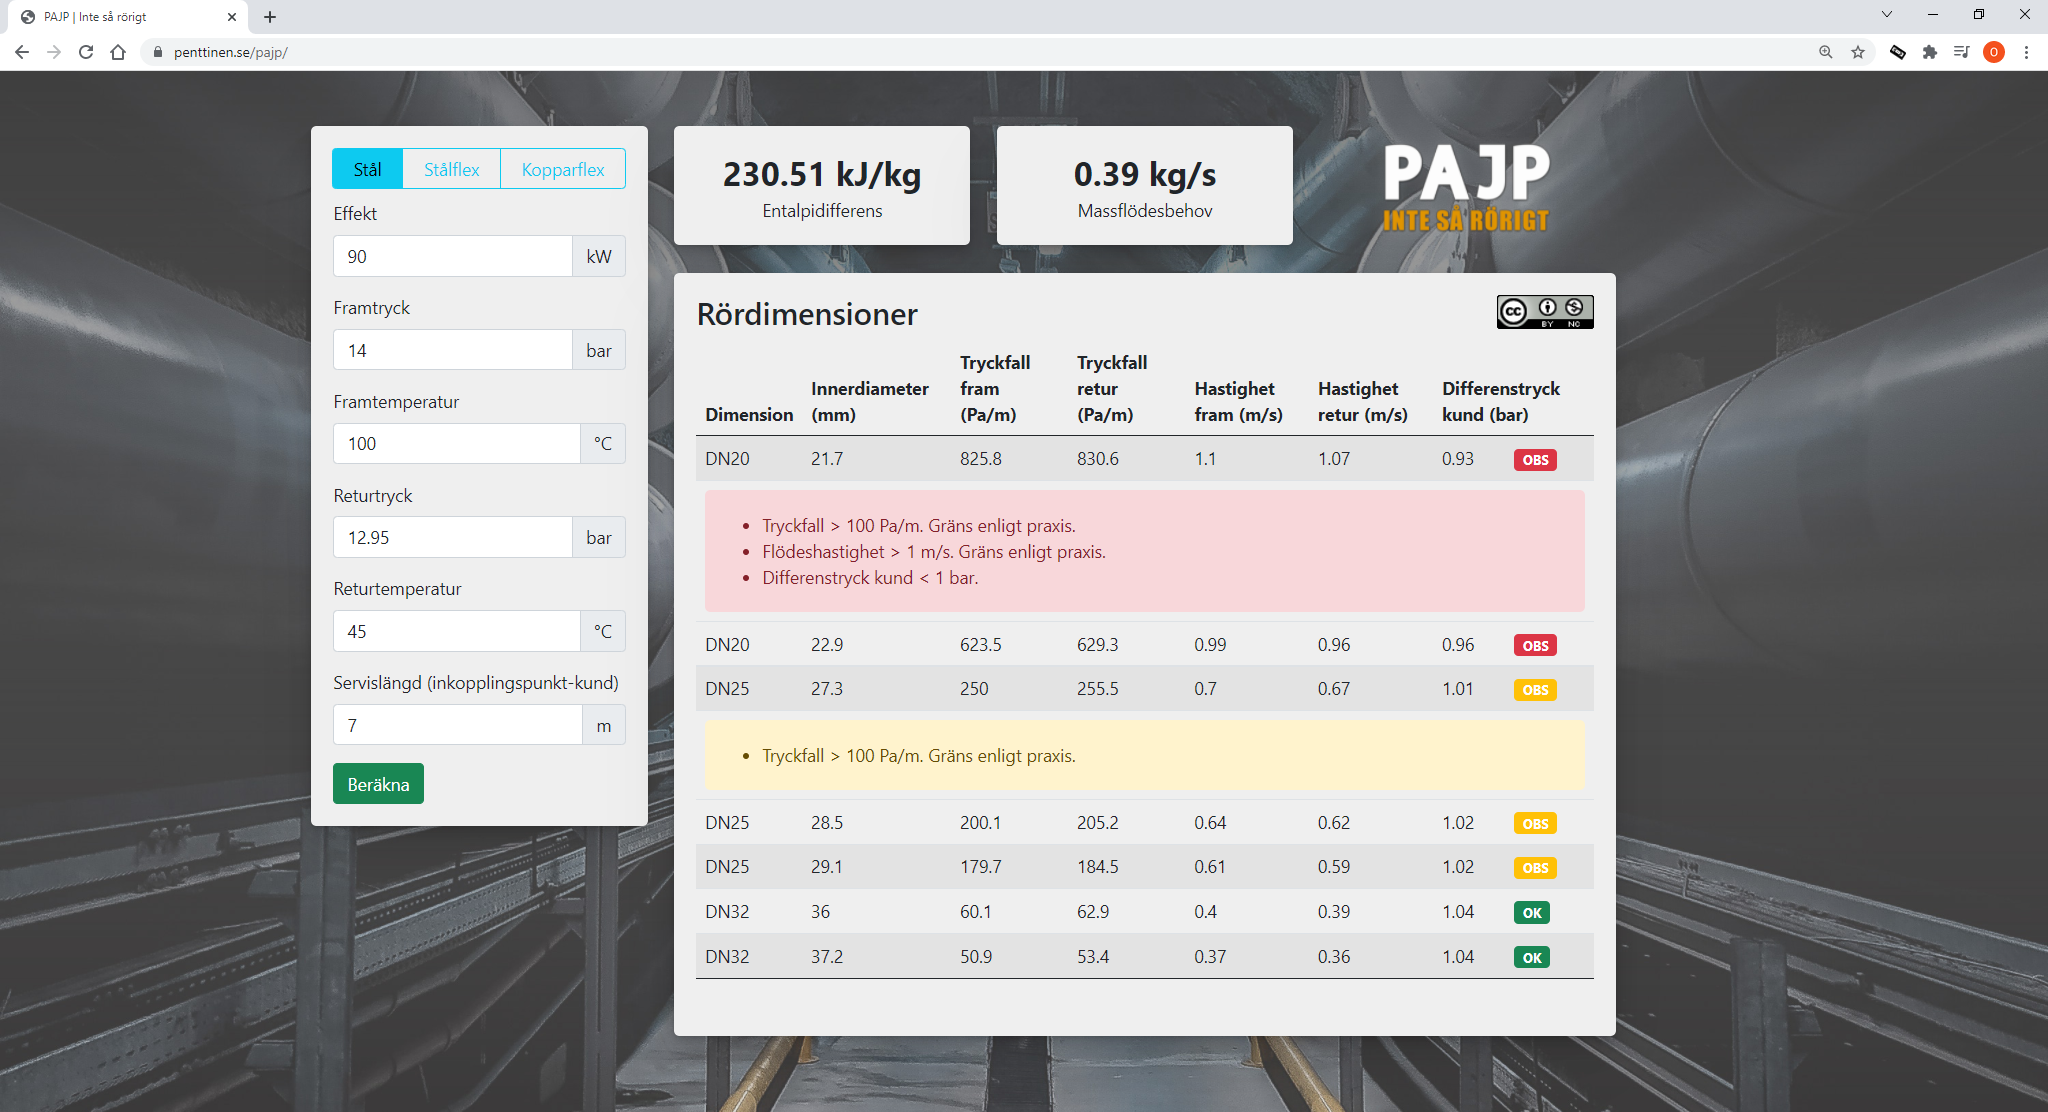 PAJP | Inte så rörigt
penttinen.se/pajp/
O
Stål Stålflex Kopparflex
Effekt
90 kW
Framtryck
14 bar
Framtemperatur
100 °C
Returtryck
12.95 bar
Returtemperatur
45 °C
Servislängd (inkopplingspunkt-kund)
7 m
Beräkna
230.51 kJ/kg
Entalpidifferens
0.39 kg/s
Massflödesbehov
PAJP
INTE SÅ RÖRIGT
Rördimensioner
cc BY NC
Dimension Innerdiameter (mm) Tryckfall fram (Pa/m) Tryckfall retur (Pa/m) Hastighet fram (m/s) Hastighet retur (m/s) Differenstryck kund (bar)
DN20 21.7 825.8 830.6 1.1 1.07 0.93 OBS
• Tryckfall > 100 Pa/m. Gräns enligt praxis.
• Flödeshastighet > 1 m/s. Gräns enligt praxis.
• Differenstryck kund < 1 bar.
DN20 22.9 623.5 629.3 0.99 0.96 0.96 OBS
DN25 27.3 250 255.5 0.7 0.67 1.01 OBS
• Tryckfall > 100 Pa/m. Gräns enligt praxis.
DN25 28.5 200.1 205.2 0.64 0.62 1.02 OBS
DN25 29.1 179.7 184.5 0.61 0.59 1.02 OBS
DN32 36 60.1 62.9 0.4 0.39 1.04 OK
DN32 37.2 50.9 53.4 0.37 0.36 1.04 OK